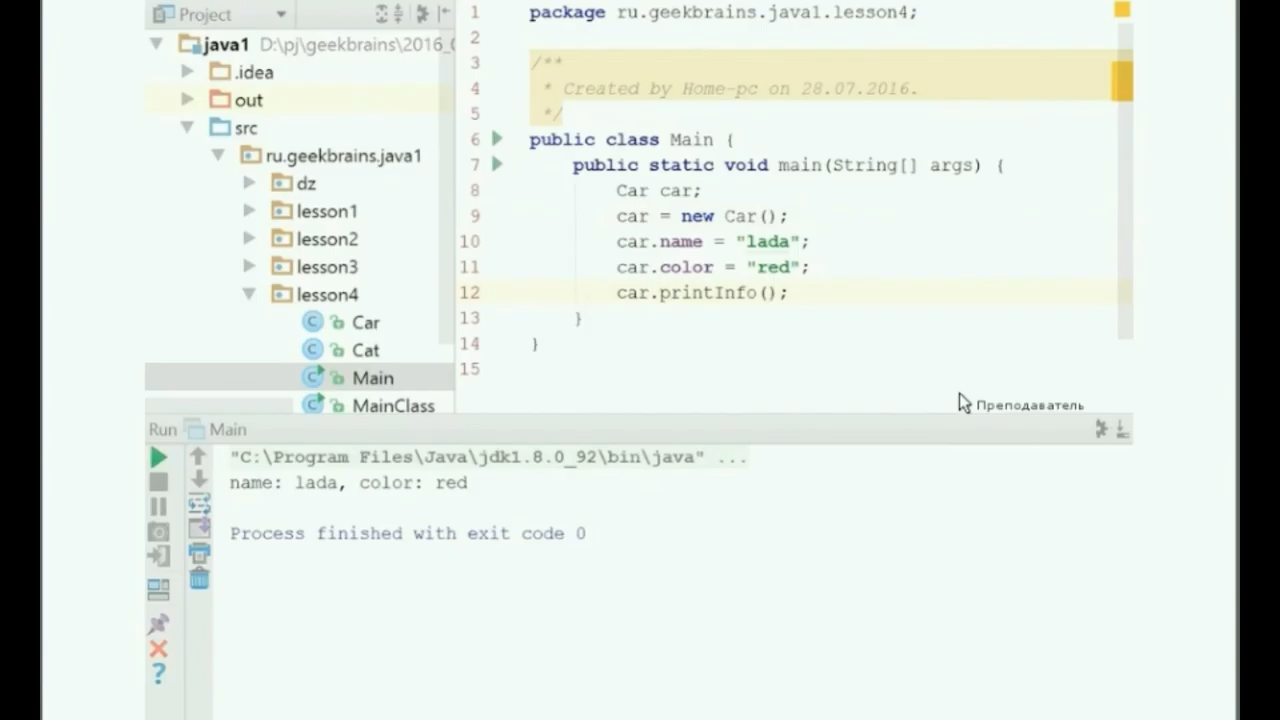 Project
java1 D:\pj\geekbrains\2016_
.idea
out
src
ru.geekbrains.java1
dz
lesson1
lesson2
lesson3
lesson4
Car
Cat
Main
MainClass
1 package ru.geekbrains.java1.lesson4;
2
3 /**
4 * Created by Home-pc on 28.07.2016.
5 */
6 public class Main {
7 public static void main(String[] args) {
8 Car car;
9 car = new Car();
10 car.name = "lada";
11 car.color = "red";
12 car.printInfo();
13 }
14 }
15
Преподаватель
Run Main
"C:\Program Files\Java\jdk1.8.0_92\bin\java" ...
name: lada, color: red
Process finished with exit code 0